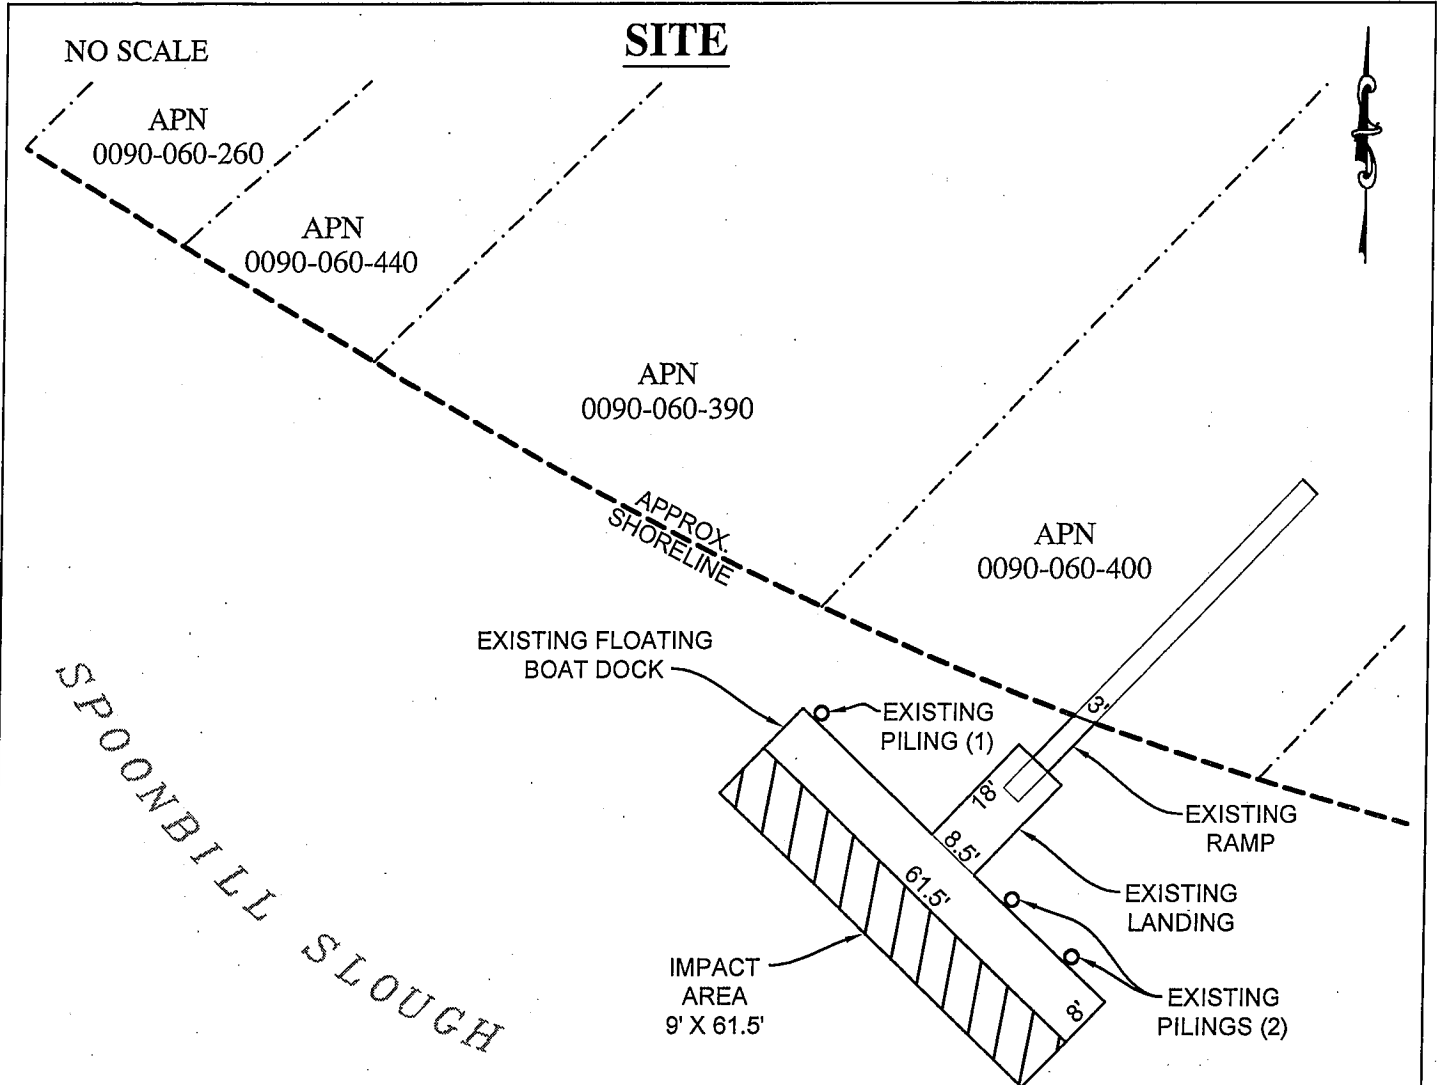 SITE
NO SCALE
APN
0090-060-260
APN
0090-060-440
APN
0090-060-390
APPROX.
SHORELINE
APN
0090-060-400
EXISTING FLOATING
BOAT DOCK
EXISTING
PILING (1)
3'
18'
8.5'
61.5'
8'
EXISTING
RAMP
EXISTING
LANDING
EXISTING
PILINGS (2)
IMPACT
AREA
9' X 61.5'
SPOONBILL SLOUGH